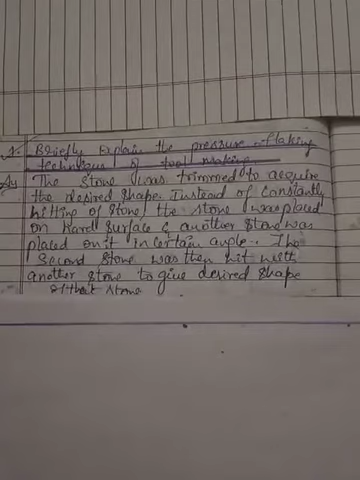 1. Briefly Explain the pressure flaking
technique of tool making.
Ans The stone was trimmed to acquire
the desired shape. Instead of constantly
hitting of stone the stone was placed
on hard surface & another stone was
placed on it in certain angle. The
second stone was then hit with
another stone to give desired shape
of that stone